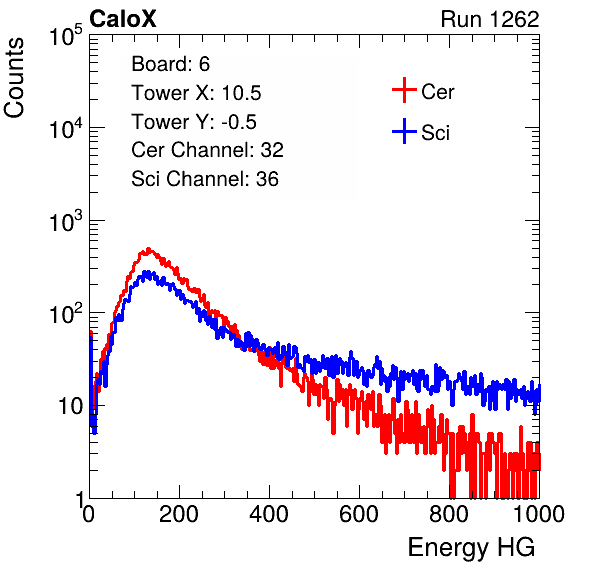 CaloX Run 1262
Counts
10^5
10^4
10^3
10^2
10
1
Board: 6
Tower X: 10.5
Tower Y: -0.5
Cer Channel: 32
Sci Channel: 36
Cer
Sci
0 200 400 600 800 1000
Energy HG